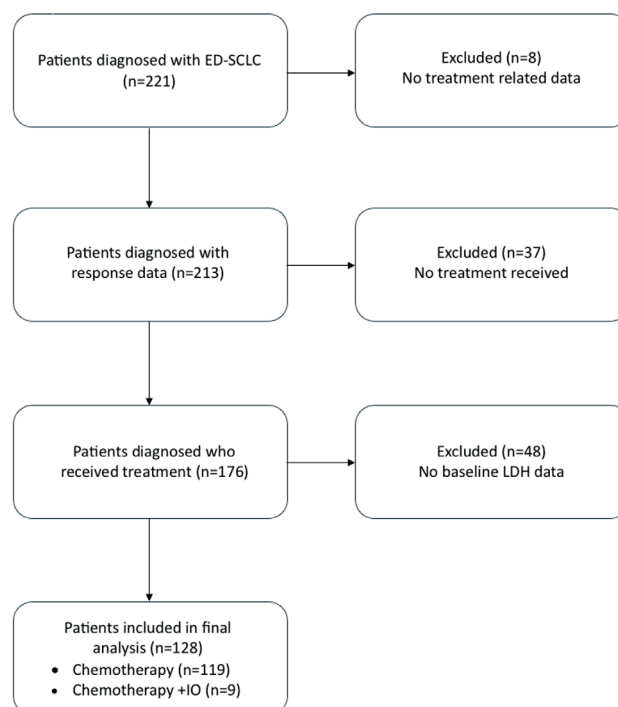 Patients diagnosed with ED-SCLC
(n=221)
Excluded (n=8)
No treatment related data
Patients diagnosed with
response data (n=213)
Excluded (n=37)
No treatment received
Patients diagnosed who
received treatment (n=176)
Excluded (n=48)
No baseline LDH data
Patients included in final
analysis (n=128)
• Chemotherapy (n=119)
• Chemotherapy +IO (n=9)